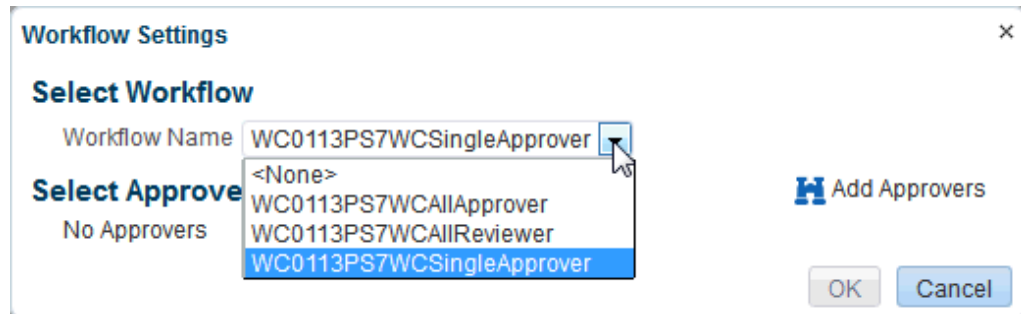 Workflow Settings
×
Select Workflow
Workflow Name WC0113PS7WCSingleApprover
<None>
WC0113PS7WCAllApprover
WC0113PS7WCAllReviewer
WC0113PS7WCSingleApprover
Select Approve
Add Approvers
No Approvers
OK Cancel